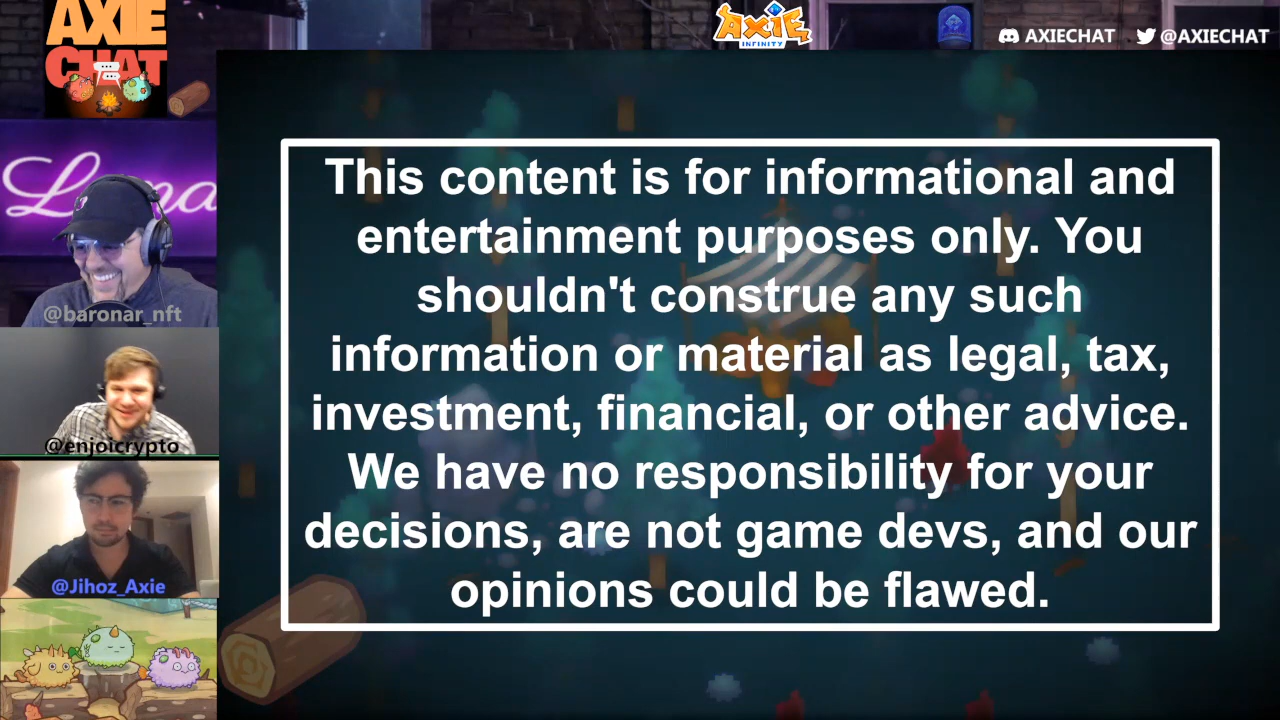 AXIE
CHAT
AXIE
INFINITY
AXIECHAT
@AXIECHAT
Luna
@baronar_nft
@enjoicrypto
@Jihoz_Axie
This content is for informational and
entertainment purposes only. You
shouldn't construe any such
information or material as legal, tax,
investment, financial, or other advice.
We have no responsibility for your
decisions, are not game devs, and our
opinions could be flawed.